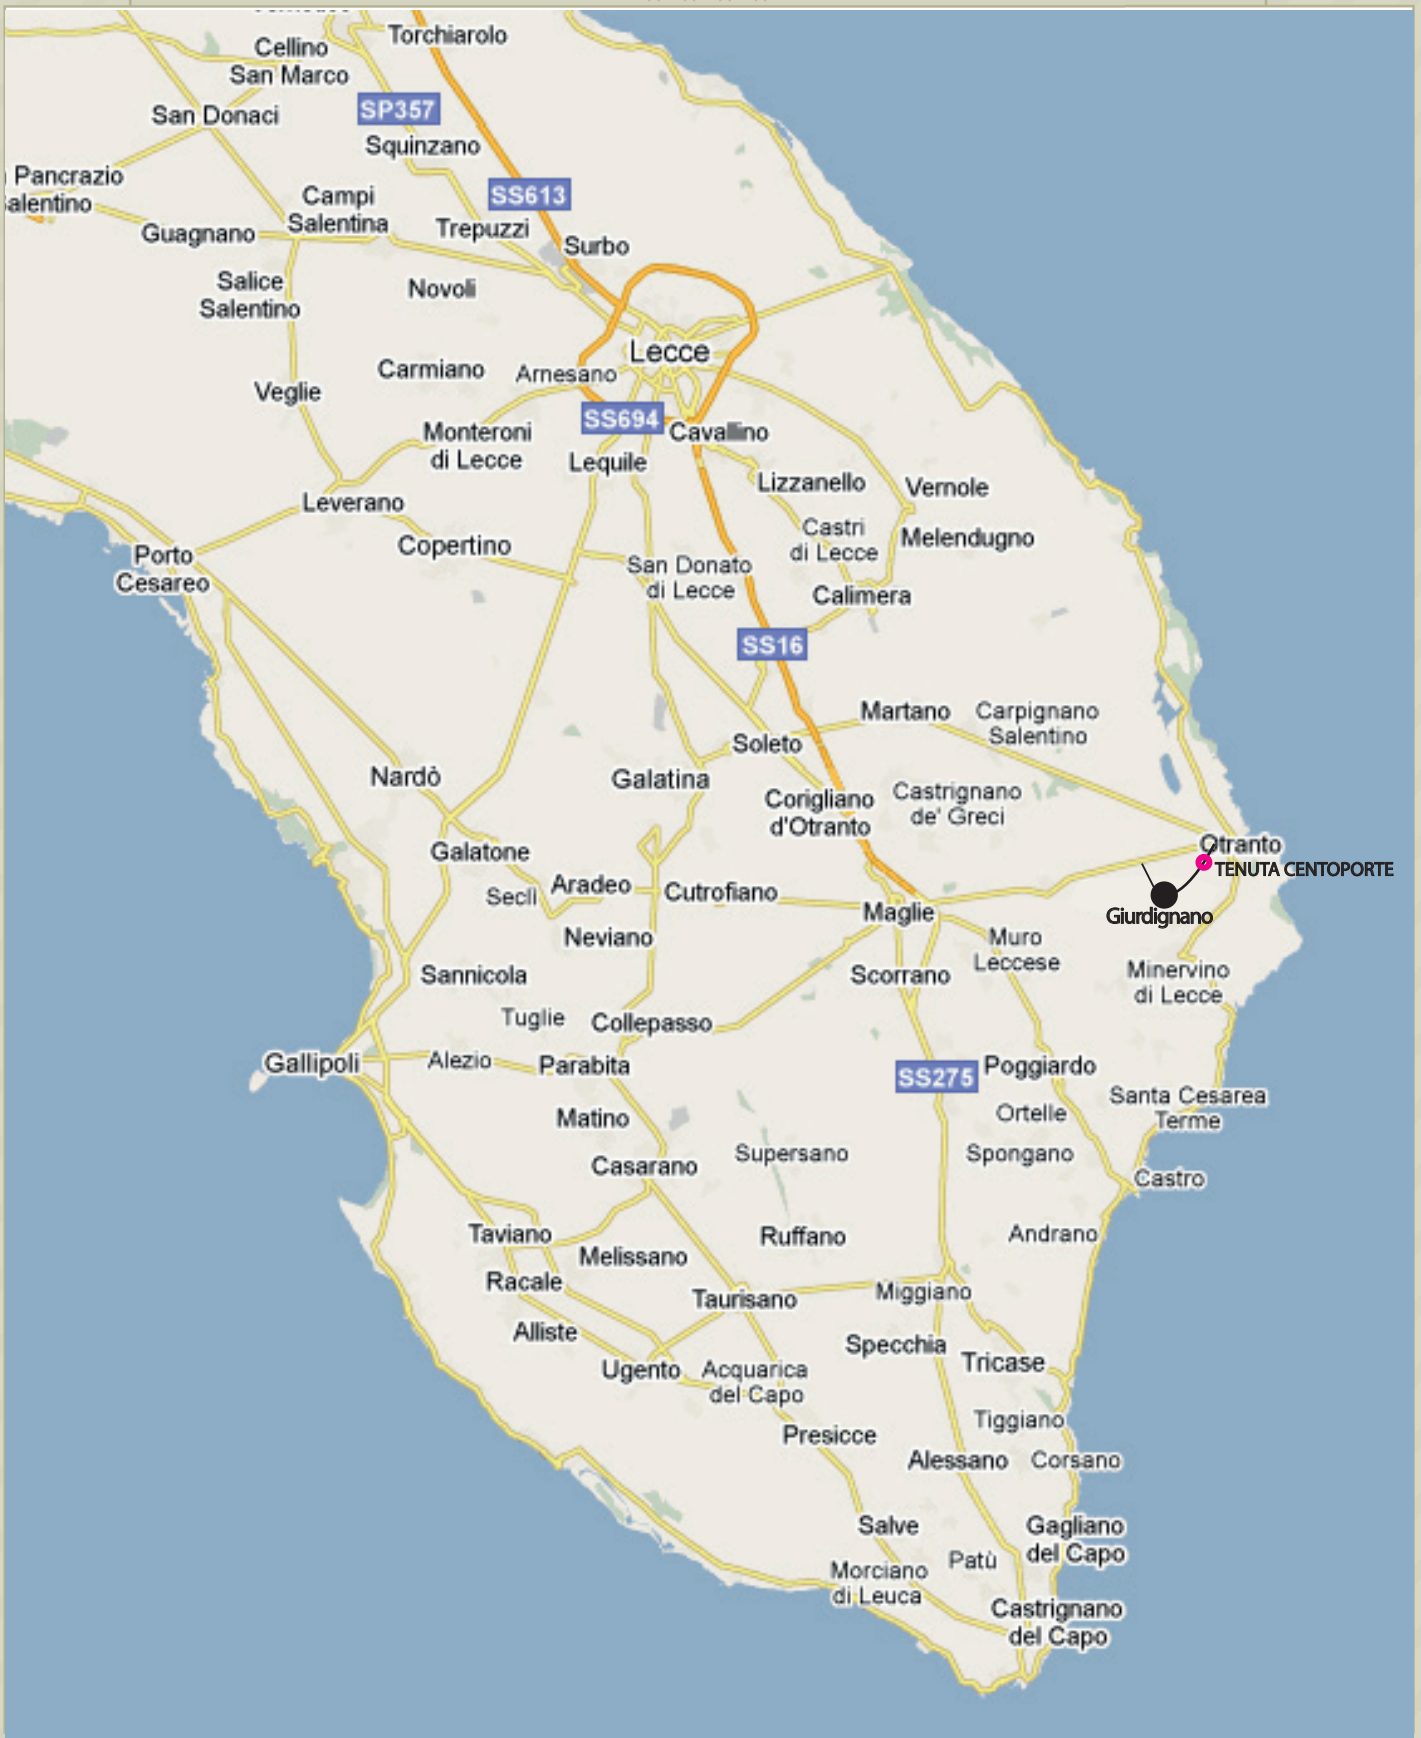 Torchiarolo
Cellino
San Marco
SP357
San Donaci
Squinzano
Pancrazio
Salentino
SS613
Campi
Salentina
Guagnano
Trepuzzi
Surbo
Salice
Salentino
Novoli
Lecce
Carmiano
Arnesano
Veglie
SS694
Cavallino
Monteroni
di Lecce
Lequile
Lizzanello
Vernole
Leverano
Castri
di Lecce
Melendugno
Copertino
Porto
Cesareo
San Donato
di Lecce
Calimera
SS16
Martano
Carpignano
Salentino
Soleto
Nardò
Galatina
Corigliano
d'Otranto
Castrignano
de' Greci
Otranto
TENUTA CENTOPORTE
Galatone
Secli
Aradeo
Cutrofiano
Maglie
Giurdignano
Neviano
Muro
Leccese
Sannicola
Scorrano
Minervino
di Lecce
Tuglie
Collepasso
Gallipoli
Alezio
Parabita
SS275
Poggiardo
Santa Cesarea
Terme
Ortelle
Matino
Casarano
Supersano
Spongano
Castro
Taviano
Ruffano
Andrano
Melissano
Racale
Taurisano
Miggiano
Alliste
Specchia
Tricase
Ugento
Acquarica
del Capo
Tiggiano
Presicce
Alessano
Corsano
Salve
Gagliano
del Capo
Patù
Morciano
di Leuca
Castrignano
del Capo